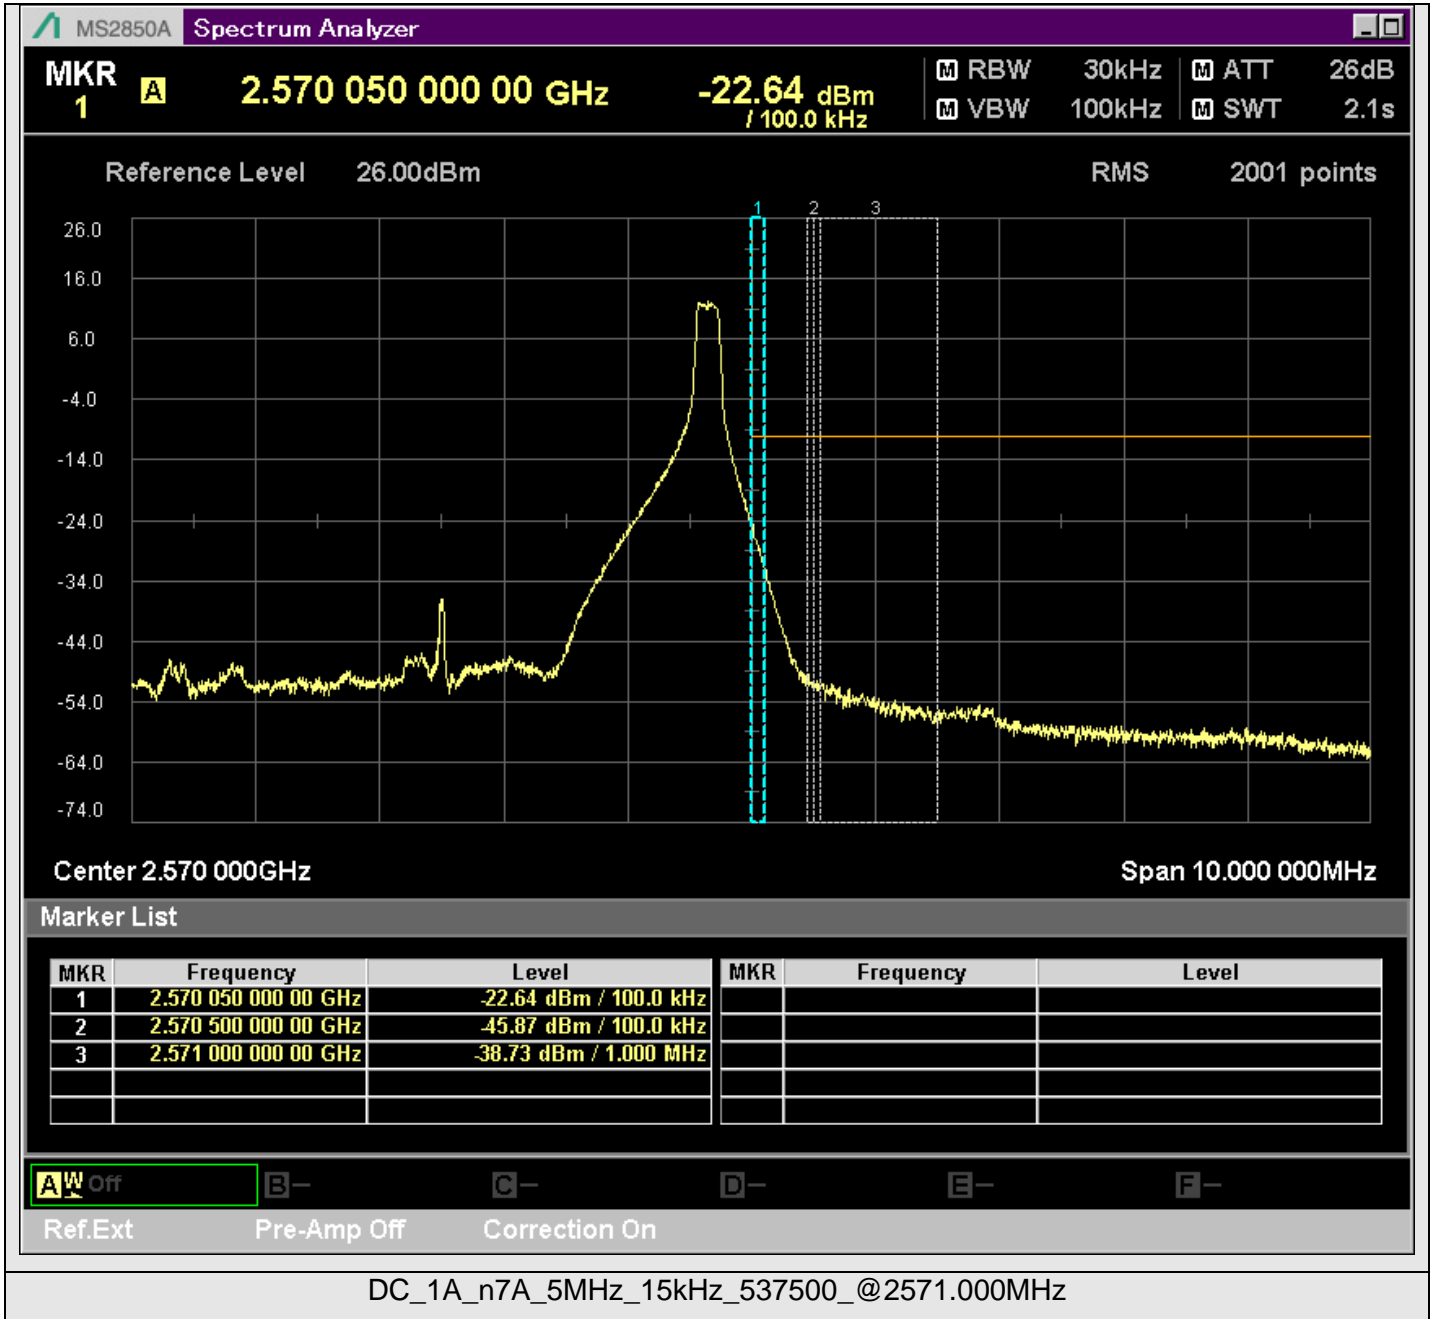 MS2850A Spectrum Analyzer
MKR 1 A 2.570 050 000 00 GHz -22.64 dBm / 100.0 kHz
M RBW 30kHz M ATT 26dB
M VBW 100kHz M SWT 2.1s
Reference Level 26.00dBm RMS 2001 points
1 2 3
26.0
16.0
6.0
-4.0
-14.0
-24.0
-34.0
-44.0
-54.0
-64.0
-74.0
Center 2.570 000GHz Span 10.000 000MHz
Marker List
MKR Frequency Level MKR Frequency Level
1 2.570 050 000 00 GHz -22.64 dBm / 100.0 kHz
2 2.570 500 000 00 GHz -45.87 dBm / 100.0 kHz
3 2.571 000 000 00 GHz -38.73 dBm / 1.000 MHz
A W Off B - C - D - E - F -
Ref.Ext Pre-Amp Off Correction On
DC_1A_n7A_5MHz_15kHz_537500_@2571.000MHz